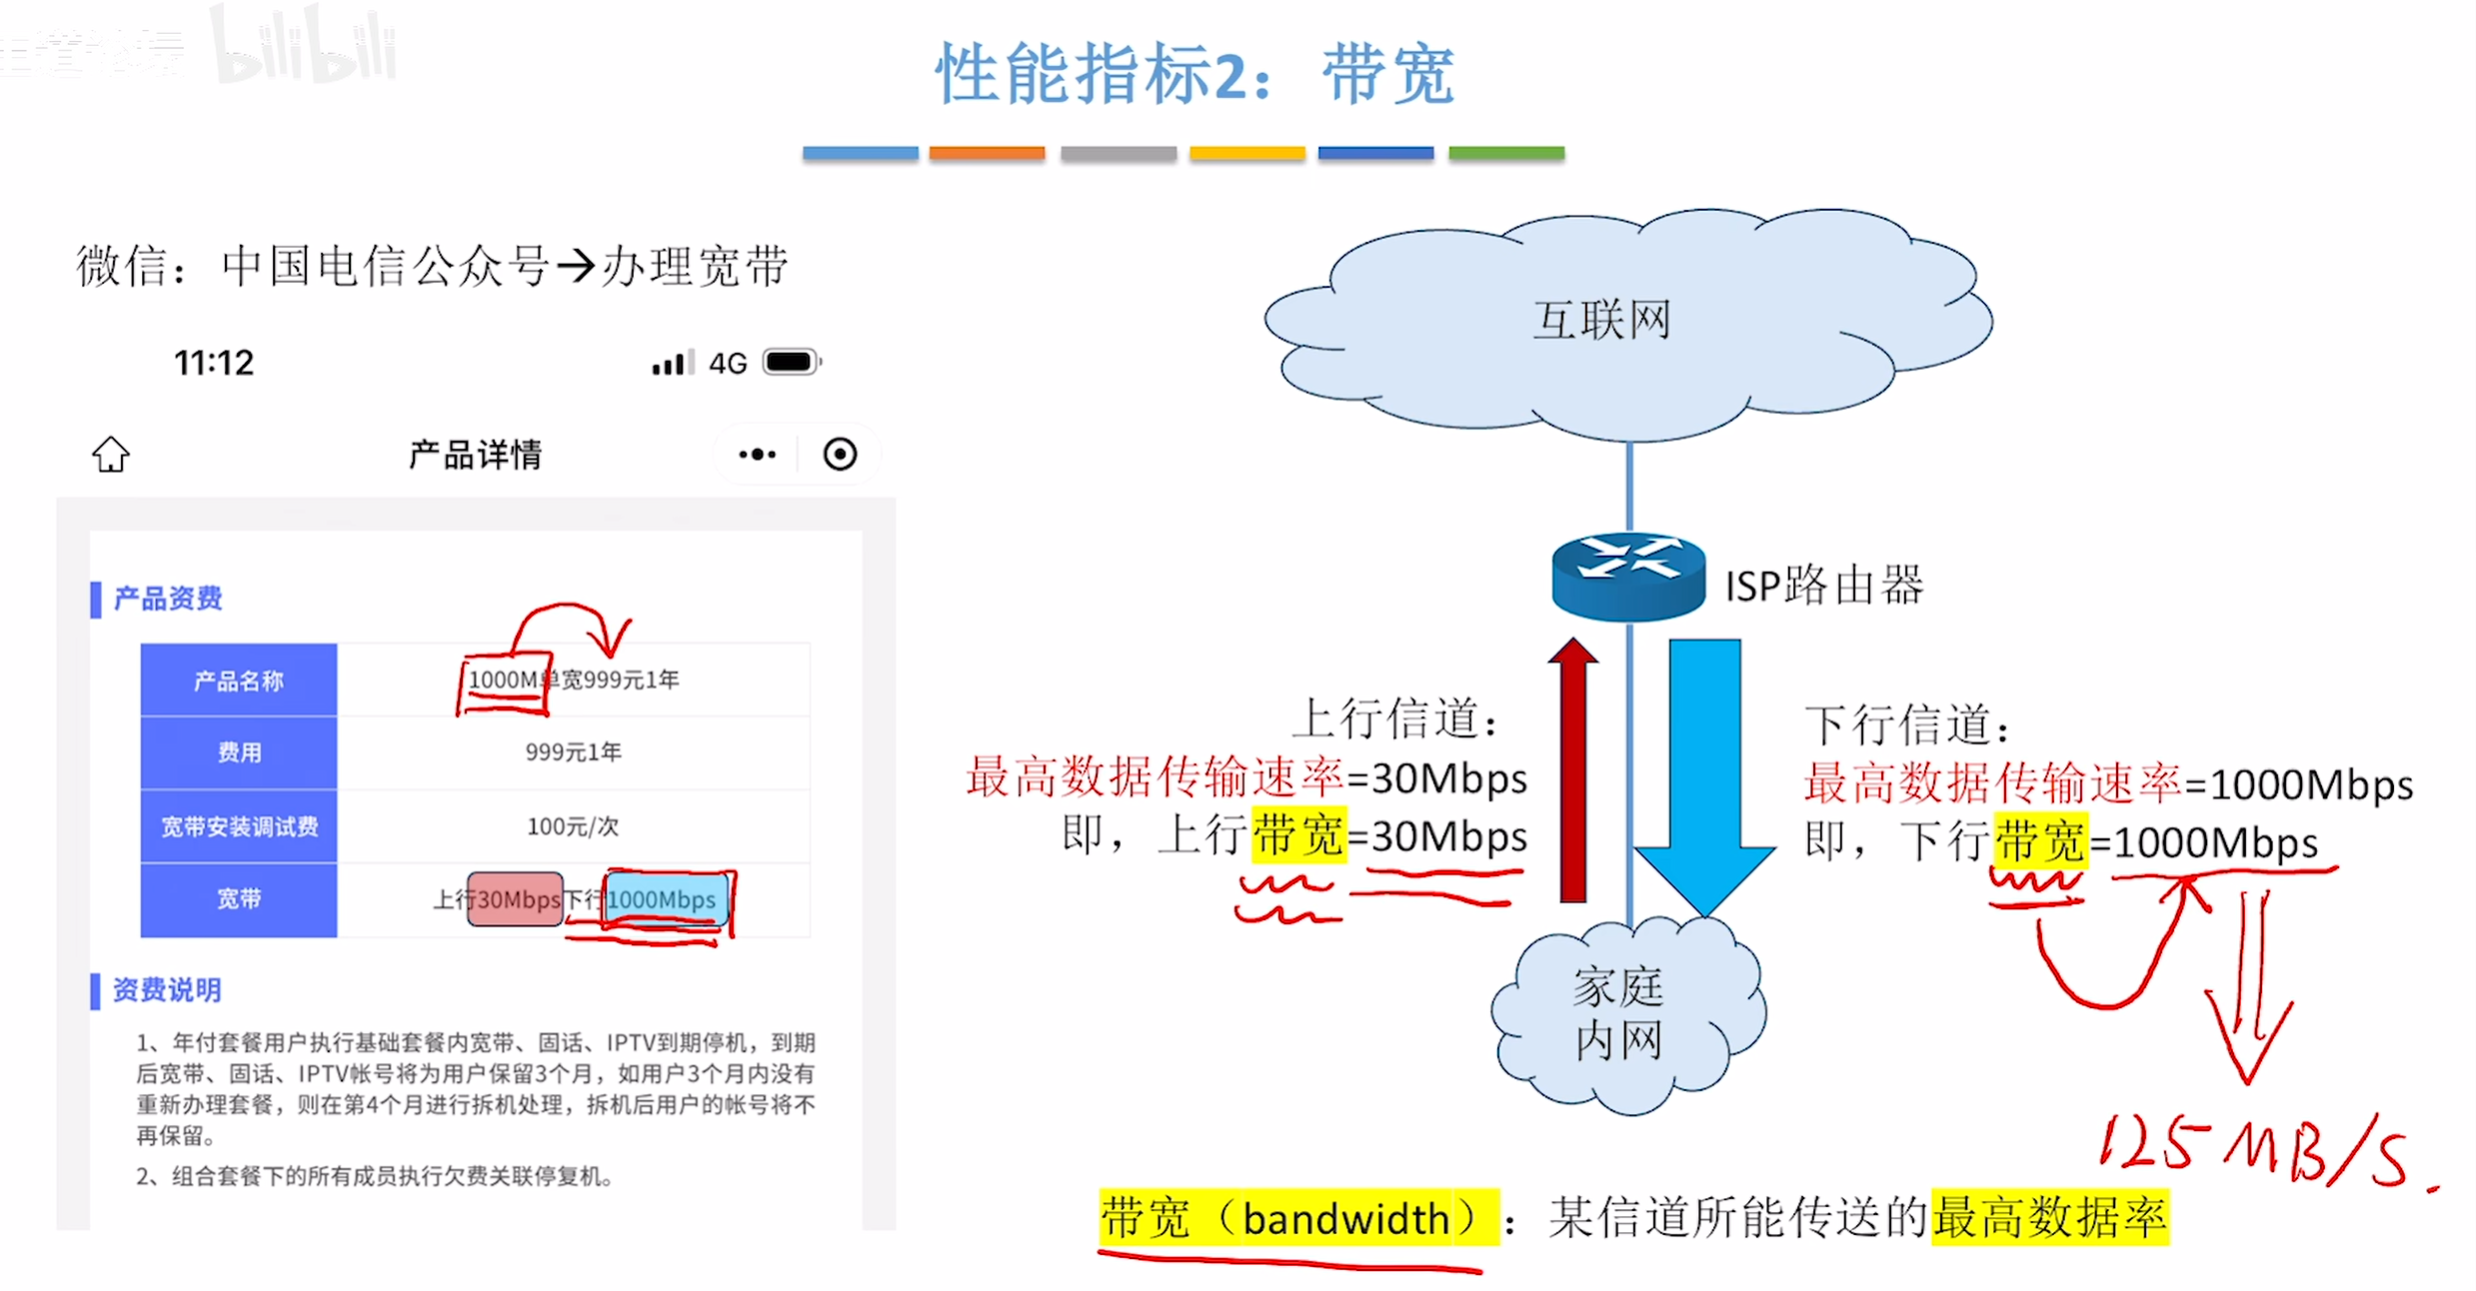 bilibili
性能指标2：带宽
微信：中国电信公众号→办理宽带
11:12
4G
产品详情
产品资费
产品名称 1000M单宽999元1年
费用 999元1年
宽带安装调试费 100元/次
宽带 上行30Mbps下行1000Mbps
资费说明
1、年付套餐用户执行基础套餐内宽带、固话、IPTV到期停机，到期
后宽带、固话、IPTV帐号将为用户保留3个月，如用户3个月内没有
重新办理套餐，则在第4个月进行拆机处理，拆机后用户的帐号将不
再保留。
2、组合套餐下的所有成员执行欠费关联停复机。
互联网
ISP路由器
上行信道：
最高数据传输速率=30Mbps
即，上行带宽=30Mbps
下行信道：
最高数据传输速率=1000Mbps
即，下行带宽=1000Mbps
家庭
内网
125MB/s.
带宽（bandwidth）：某信道所能传送的最高数据率